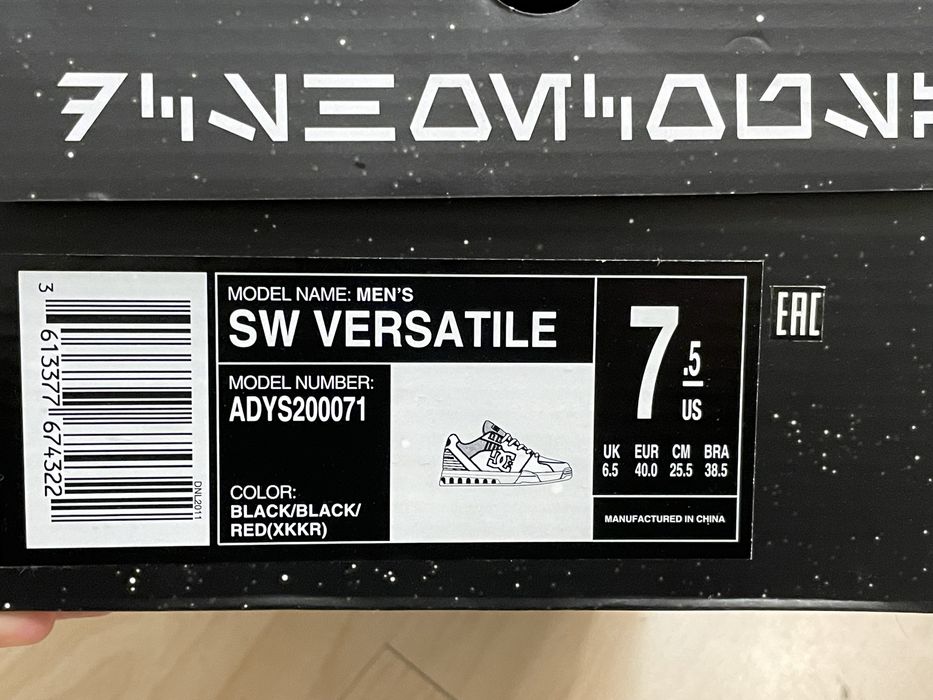 MODEL NAME: MEN'S
SW VERSATILE
MODEL NUMBER:
ADYS200071
COLOR:
BLACK/BLACK/
RED(XKKR)
7.5
US
UK EUR CM BRA
6.5 40.0 25.5 38.5
MANUFACTURED IN CHINA
EAC
3 613377 674322
DNL2011